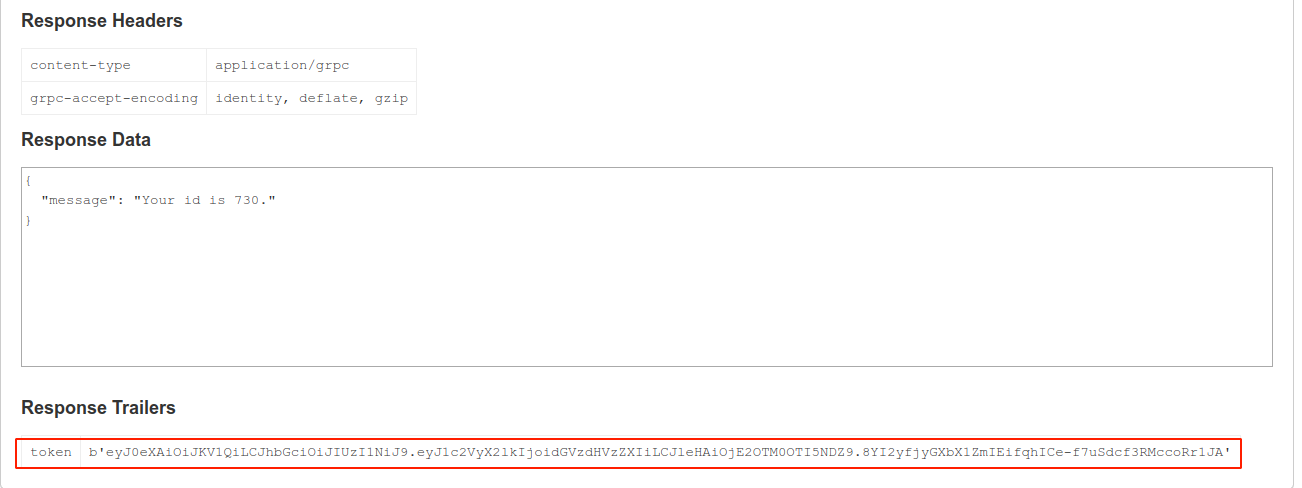 Response Headers
content-type application/grpc
grpc-accept-encoding identity, deflate, gzip
Response Data
{
"message": "Your id is 730."
}
Response Trailers
token b'eyJ0eXAiOiJKV1QiLCJhbGciOiJIUzI1NiJ9.eyJ1c2VyX2lkIjoidGVzdHVzZXIiLCJleHAiOjE2OTM0OTI5NDZ9.8YI2yfjyGXbX1ZmIEifqhICe-f7uSdcf3RMccoRr1JA'